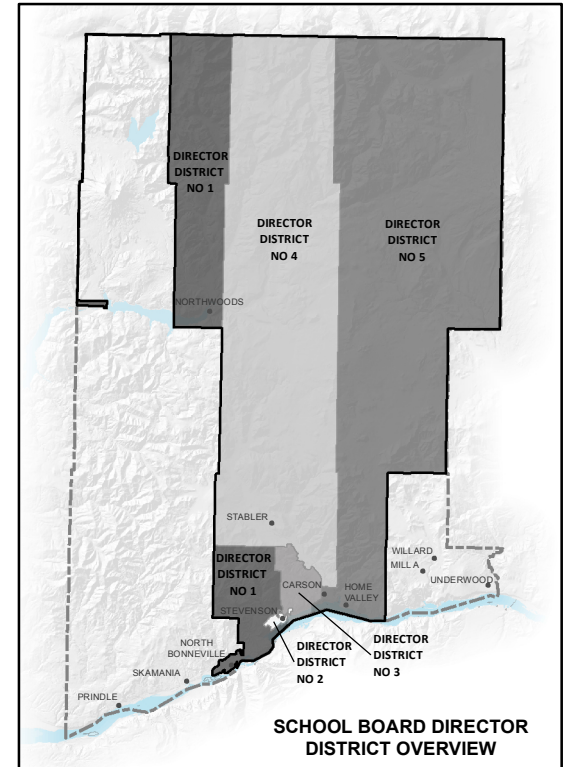 DIRECTOR
DISTRICT
NO 1
DIRECTOR
DISTRICT
NO 4
DIRECTOR
DISTRICT
NO 5
NORTHWOODS
STABLER
DIRECTOR
DISTRICT
NO 1
CARSON
HOME
VALLEY
WILLARD
MILL A
UNDERWOOD
STEVENSON
NORTH
BONNEVILLE
DIRECTOR
DISTRICT
NO 2
DIRECTOR
DISTRICT
NO 3
SKAMANIA
PRINDLE
SCHOOL BOARD DIRECTOR
DISTRICT OVERVIEW